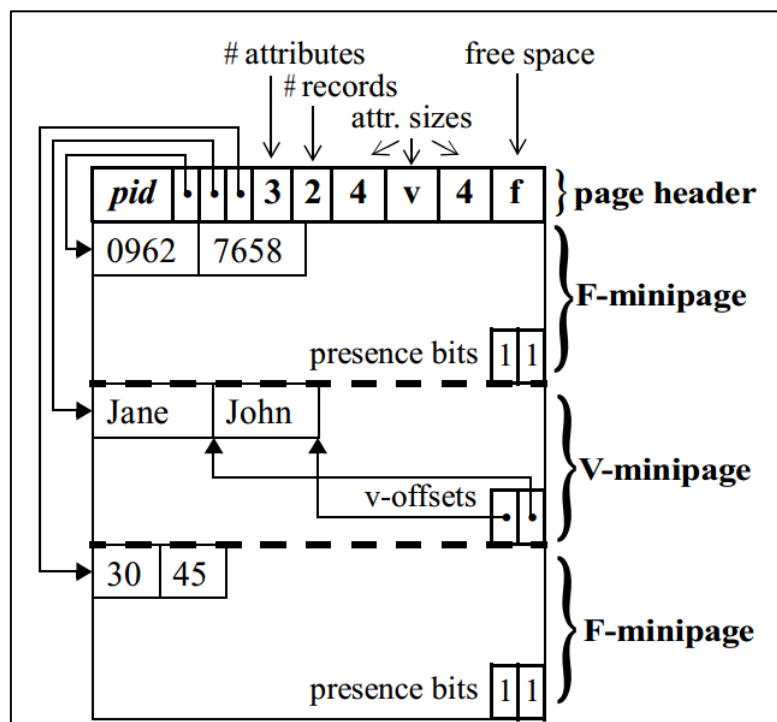 # attributes
free space
# records
attr. sizes
pid 3 2 4 v 4 f
page header
0962 7658
F-minipage
presence bits 1 1
Jane John
V-minipage
v-offsets
30 45
F-minipage
presence bits 1 1